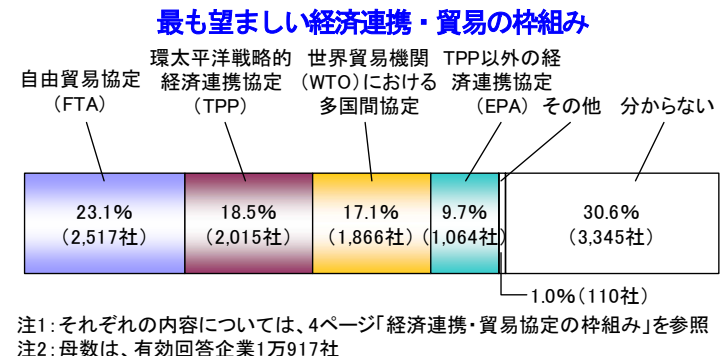 最も望ましい経済連携・貿易の枠組み
自由貿易協定
(FTA)
環太平洋戦略的
経済連携協定
(TPP)
世界貿易機関
(WTO)における
多国間協定
TPP以外の経
済連携協定
(EPA)
その他
分からない
23.1%
(2,517社)
18.5%
(2,015社)
17.1%
(1,866社)
9.7%
(1,064社)
30.6%
(3,345社)
1.0%(110社)
注1:それぞれの内容については、4ページ「経済連携・貿易協定の枠組み」を参照
注2:母数は、有効回答企業1万917社